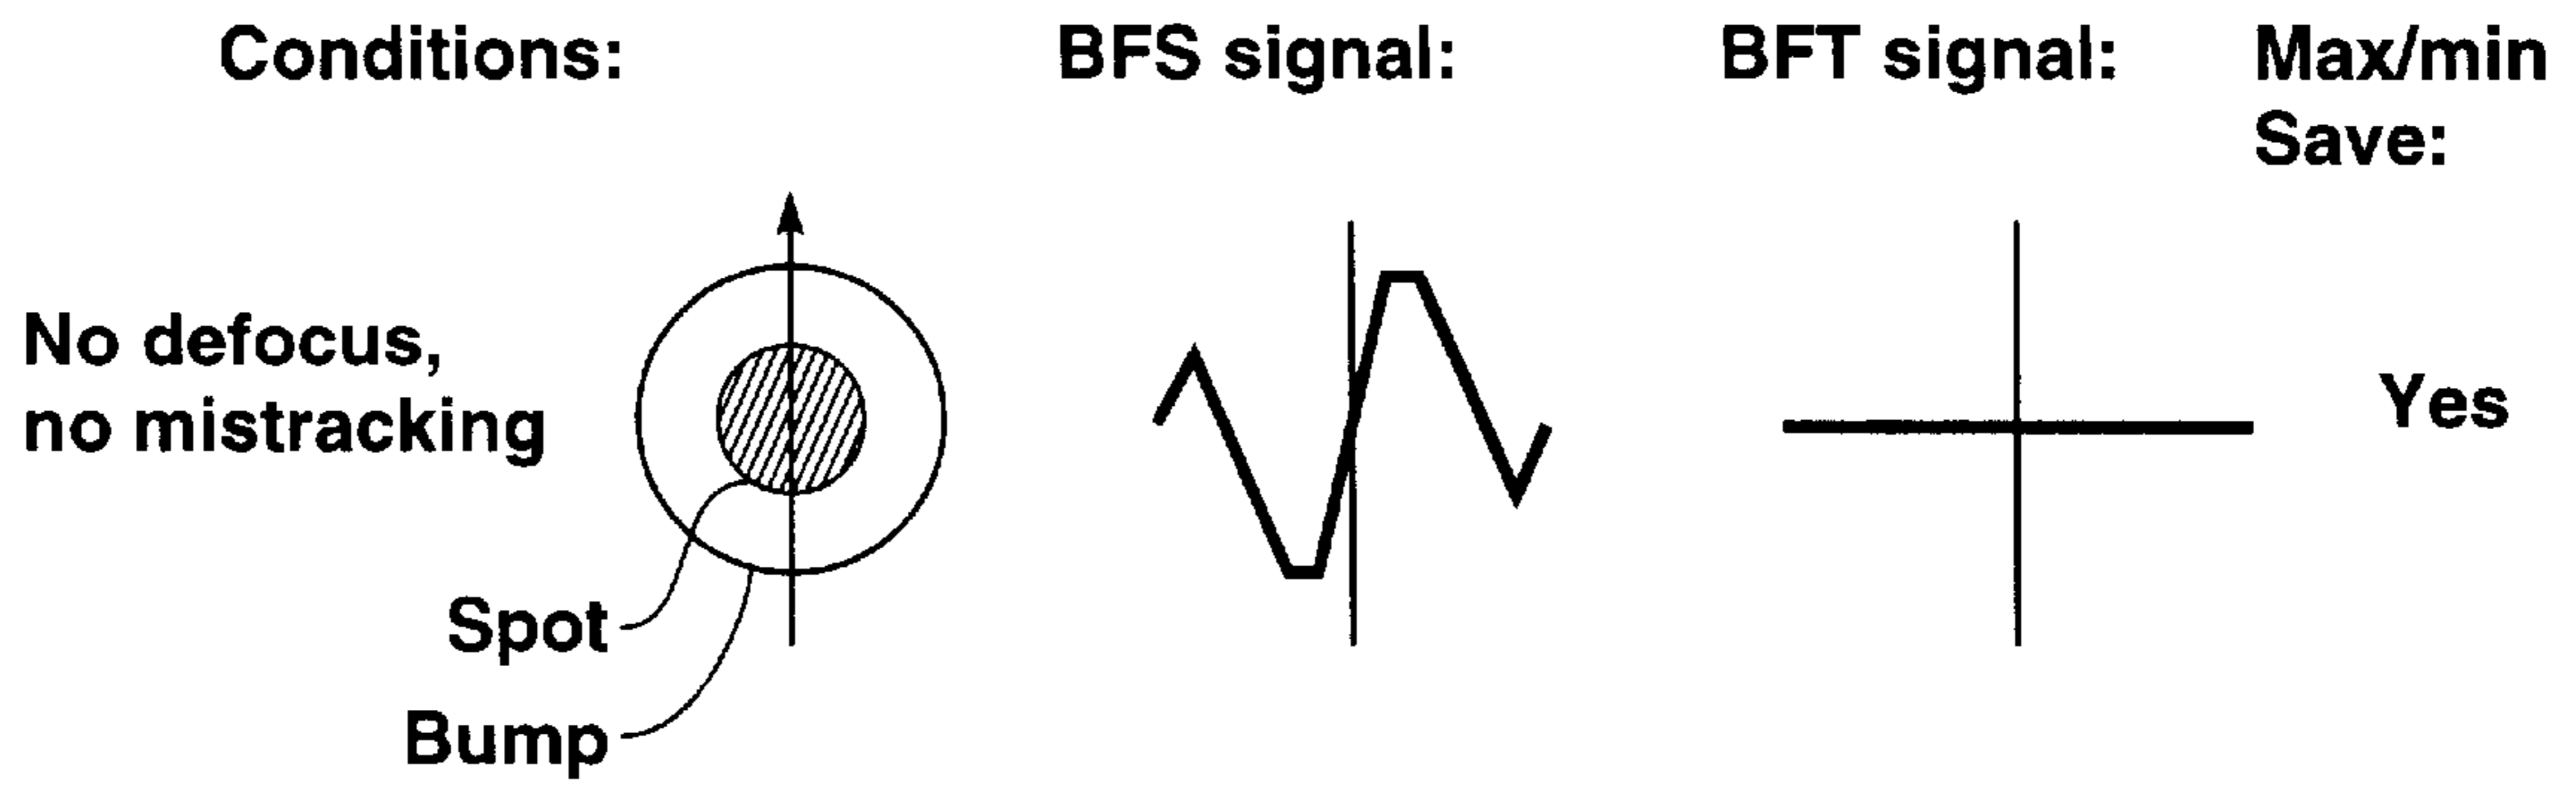 Conditions:
BFS signal:
BFT signal:
Max/min
Save:
No defocus,
no mistracking
Yes
Spot
Bump